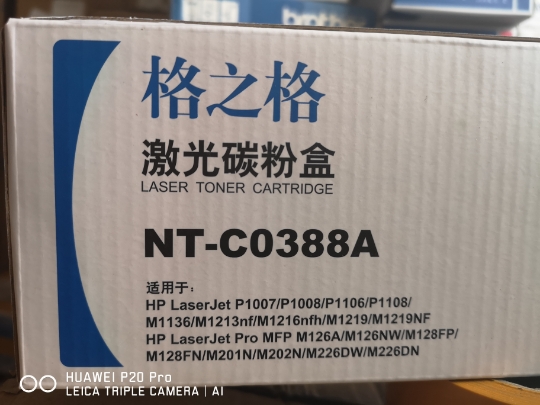 brother
格之格
激光碳粉盒
LASER TONER CARTRIDGE
NT-C0388A
适用于：
HP LaserJet P1007/P1008/P1106/P1108/
M1136/M1213nf/M1216nfh/M1219/M1219NF
HP LaserJet Pro MFP M126A/M126NW/M128FP/
M128FN/M201N/M202N/M226DW/M226DN
HUAWEI P20 Pro
LEICA TRIPLE CAMERA | AI